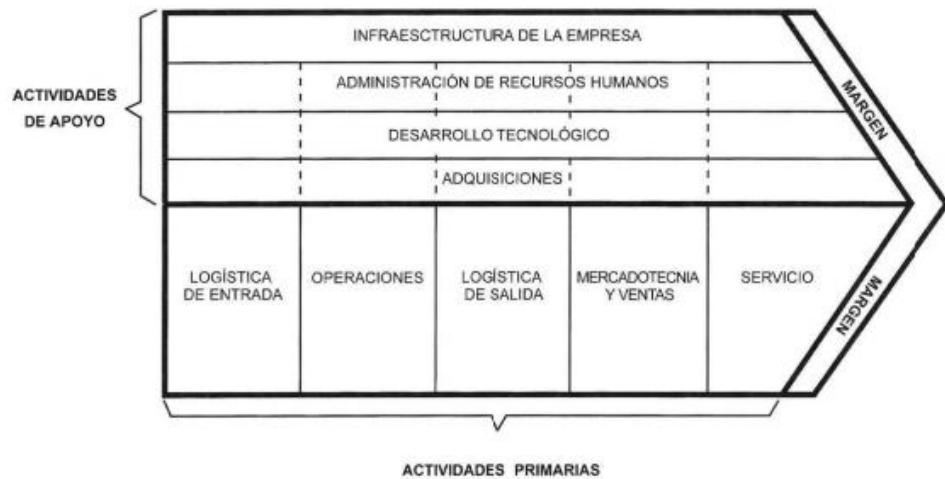 INFRAESCTRUCTURA DE LA EMPRESA
ADMINISTRACIÓN DE RECURSOS HUMANOS
ACTIVIDADES
DE APOYO
DESARROLLO TECNOLÓGICO
ADQUISICIONES
MARGEN
LOGÍSTICA
DE ENTRADA
OPERACIONES
LOGÍSTICA
DE SALIDA
MERCADOTECNIA
Y VENTAS
SERVICIO
MARGEN
ACTIVIDADES PRIMARIAS